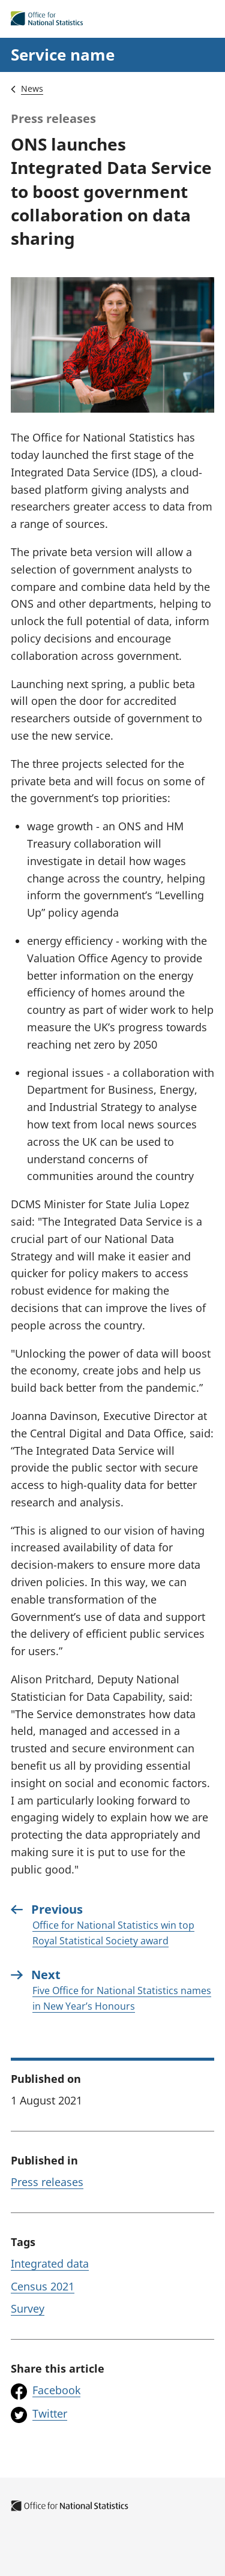 Office for
National Statistics
Service name
News
Press releases
ONS launches
Integrated Data Service
to boost government
collaboration on data
sharing
The Office of National Statistics has
today launched the first stage of the
Integrated Data Service (IDS), a cloud-
based platform giving analysts and
researchers greater access to data from
a range of sources.
The private beta version will allow a
selection of government analysts to
compare and combine data held by the
ONS and other departments, helping to
unlock the full potential of data, inform
policy decisions and encourage
collaboration across government.
Launching next spring, a public beta
will open the door for accredited
researchers outside of government to
use the new service.
The three projects selected for the
private beta and will focus on some of
the government’s top priorities:
• wage growth - an ONS and HM
Treasury collaboration will
investigate in detail how wages
change across the country, helping
inform the government’s “Levelling
Up” policy agenda
• energy efficiency - working with the
Valuation Office Agency to provide
better information on the energy
efficiency of homes around the
country as part of wider work to help
measure the UK’s progress towards
reaching net zero by 2050
• regional issues - a collaboration with
Department for Business, Energy,
and Industrial Strategy to analyse
how text from local news sources
across the UK can be used to
understand concerns of
communities around the country
DCMS Minister for State Julia Lopez
said: "The Integrated Data Service is a
crucial part of our National Data
Strategy and will make it easier and
quicker for policy makers to access
robust evidence for making the
decisions that can improve the lives of
people across the country.
"Unlocking the power of data will boost
the economy, create jobs and help us
build back better from the pandemic.”
Joanna Davinson, Executive Director at
the Central Digital and Data Office, said:
“The Integrated Data Service will
provide the public sector with secure
access to high-quality data for better
research and analysis.
“This is aligned to our vision of having
increased availability of data for
decision-makers to ensure more data
driven policies. In this way, we can
enable transformation of the
Government’s use of data and support
the delivery of efficient public services
for users.”
Alison Pritchard, Deputy National
Statistician for Data Capability, said:
"The Service demonstrates how data
held, managed and accessed in a
trusted and secure environment can
benefit us all by providing essential
insight on social and economic factors.
I am particularly looking forward to
engaging widely to explain how we are
protecting the data appropriately and
making sure it is put to use for the
public good."
Previous
Office for National Statistics win top
Royal Statistical Society award
Next
Five Office for National Statistics names
in New Year’s Honours
Published on
1 August 2021
Published in
Press releases
Tags
Integrated data
Census 2021
Survey
Share this article
Facebook
Twitter
Office for National Statistics